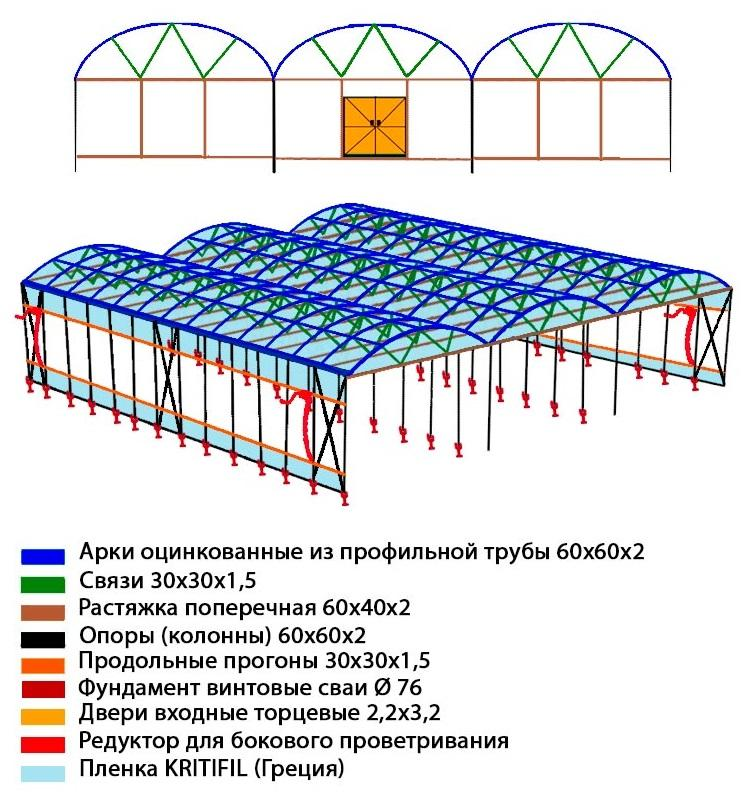 Арки оцинкованные из профильной трубы 60х60х2
Связи 30х30х1,5
Растяжка поперечная 60х40х2
Опоры (колонны) 60х60х2
Продольные прогоны 30х30х1,5
Фундамент винтовые сваи Ø 76
Двери входные торцевые 2,2х3,2
Редуктор для бокового проветривания
Пленка KRITIFIL (Греция)